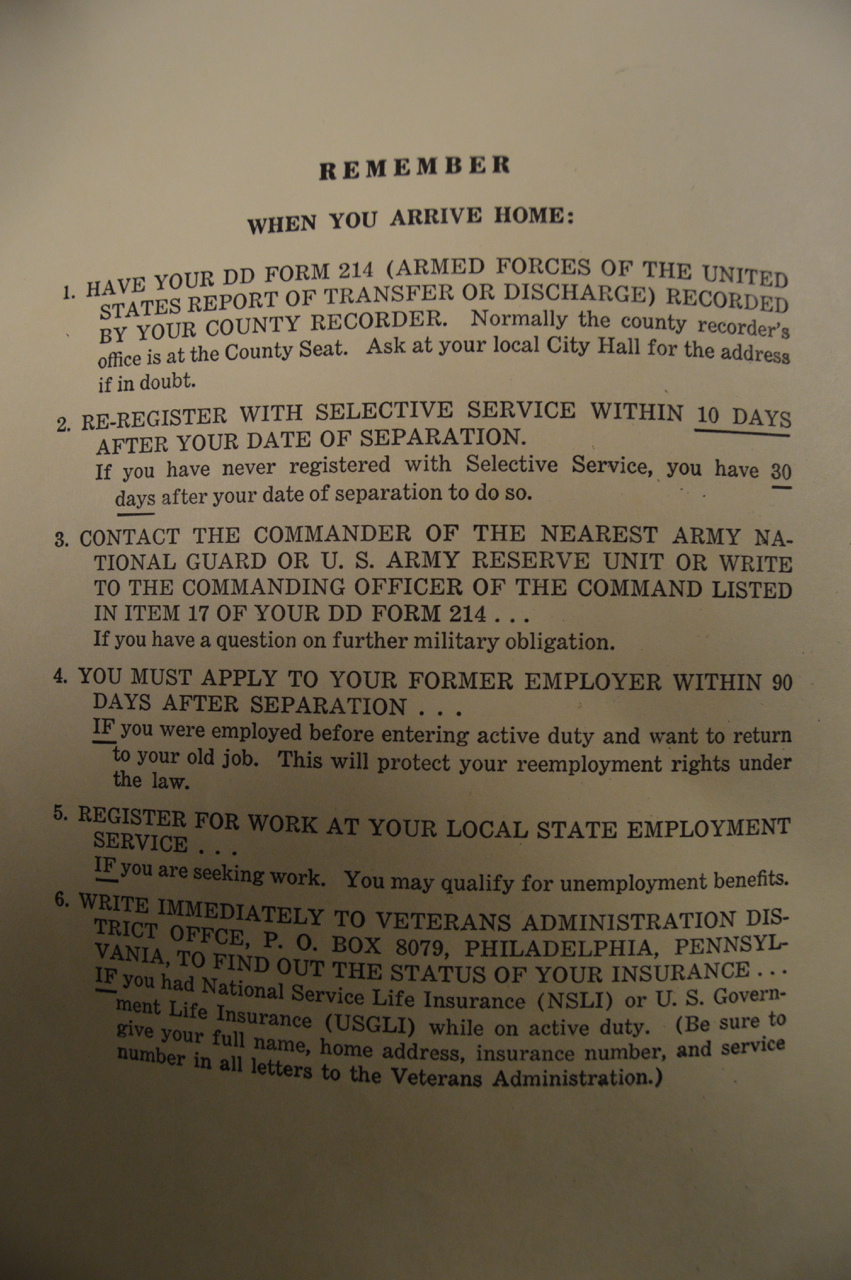 REMEMBER
WHEN YOU ARRIVE HOME:
1. HAVE YOUR DD FORM 214 (ARMED FORCES OF THE UNITED
STATES REPORT OF TRANSFER OR DISCHARGE) RECORDED
BY YOUR COUNTY RECORDER. Normally the county recorder's
office is at the County Seat. Ask at your local City Hall for the address
if in doubt.
2. RE-REGISTER WITH SELECTIVE SERVICE WITHIN 10 DAYS
AFTER YOUR DATE OF SEPARATION.
If you have never registered with Selective Service, you have 30
days after your date of separation to do so.
3. CONTACT THE COMMANDER OF THE NEAREST ARMY NA-
TIONAL GUARD OR U. S. ARMY RESERVE UNIT OR WRITE
TO THE COMMANDING OFFICER OF THE COMMAND LISTED
IN ITEM 17 OF YOUR DD FORM 214 . . .
If you have a question on further military obligation.
4. YOU MUST APPLY TO YOUR FORMER EMPLOYER WITHIN 90
DAYS AFTER SEPARATION . . .
IF you were employed before entering active duty and want to return
to your old job. This will protect your reemployment rights under
the law.
5. REGISTER FOR WORK AT YOUR LOCAL STATE EMPLOYMENT
SERVICE . . .
IF you are seeking work. You may qualify for unemployment benefits.
6. WRITE IMMEDIATELY TO VETERANS ADMINISTRATION DIS-
TRICT OFFCE, P. O. BOX 8079, PHILADELPHIA, PENNSYL-
VANIA, TO FIND OUT THE STATUS OF YOUR INSURANCE . . .
IF you had National Service Life Insurance (NSLI) or U. S. Govern-
ment Life Insurance (USGLI) while on active duty. (Be sure to
give your full name, home address, insurance number, and service
number in all letters to the Veterans Administration.)